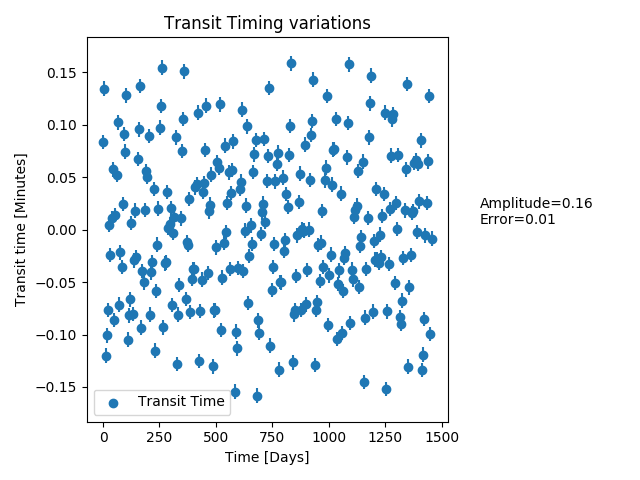 Transit Timing variations
Transit time [Minutes]
0.15
0.10
0.05
0.00
−0.05
−0.10
−0.15
Amplitude=0.16
Error=0.01
Transit Time
0 250 500 750 1000 1250 1500
Time [Days]